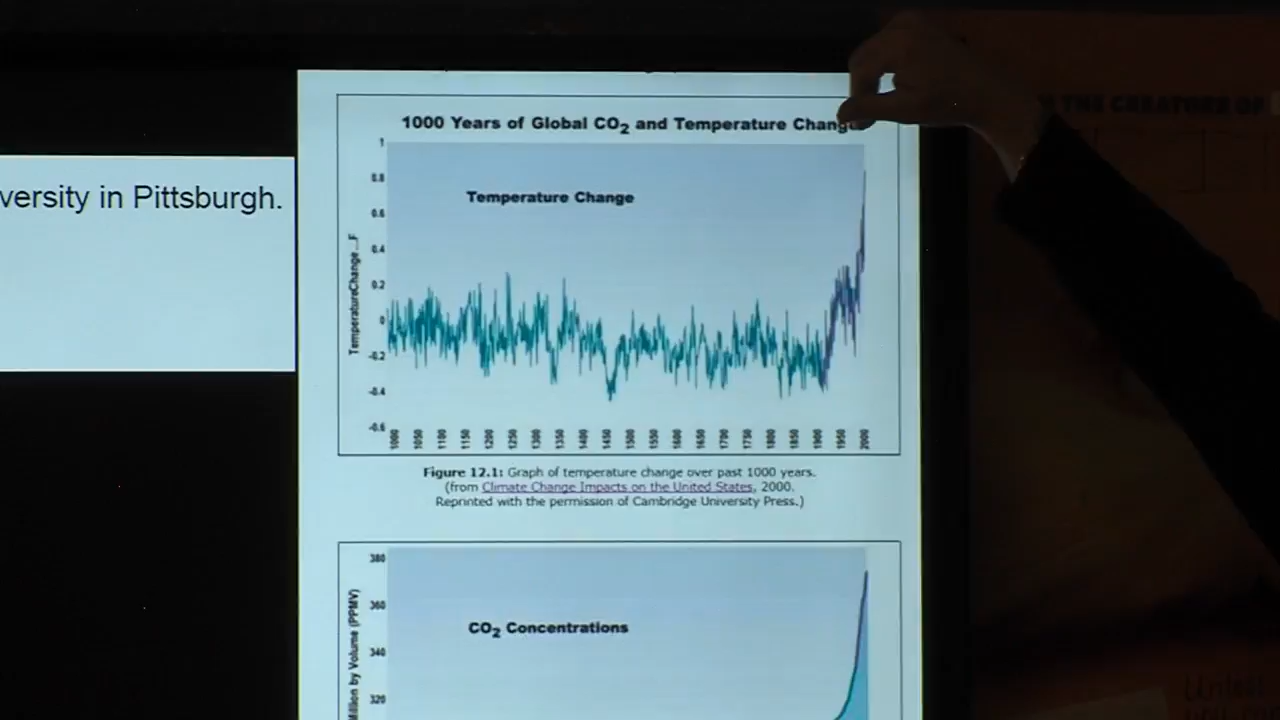 versity in Pittsburgh.
THE CREATURES OF
1000 Years of Global CO2 and Temperature Change
Temperature Change
TemperatureChange ...F
1
0.8
0.6
0.4
0.2
0
-0.2
-0.4
-0.6
1000 1050 1100 1150 1200 1250 1300 1350 1400 1450 1500 1550 1600 1650 1700 1750 1800 1850 1900 1950 2000
Figure 12.1: Graph of temperature change over past 1000 years.
(from Climate Change Impacts on the United States, 2000.
Reprinted with the permission of Cambridge University Press.)
CO2 Concentrations
Million by Volume (PPMV)
380
360
340
320